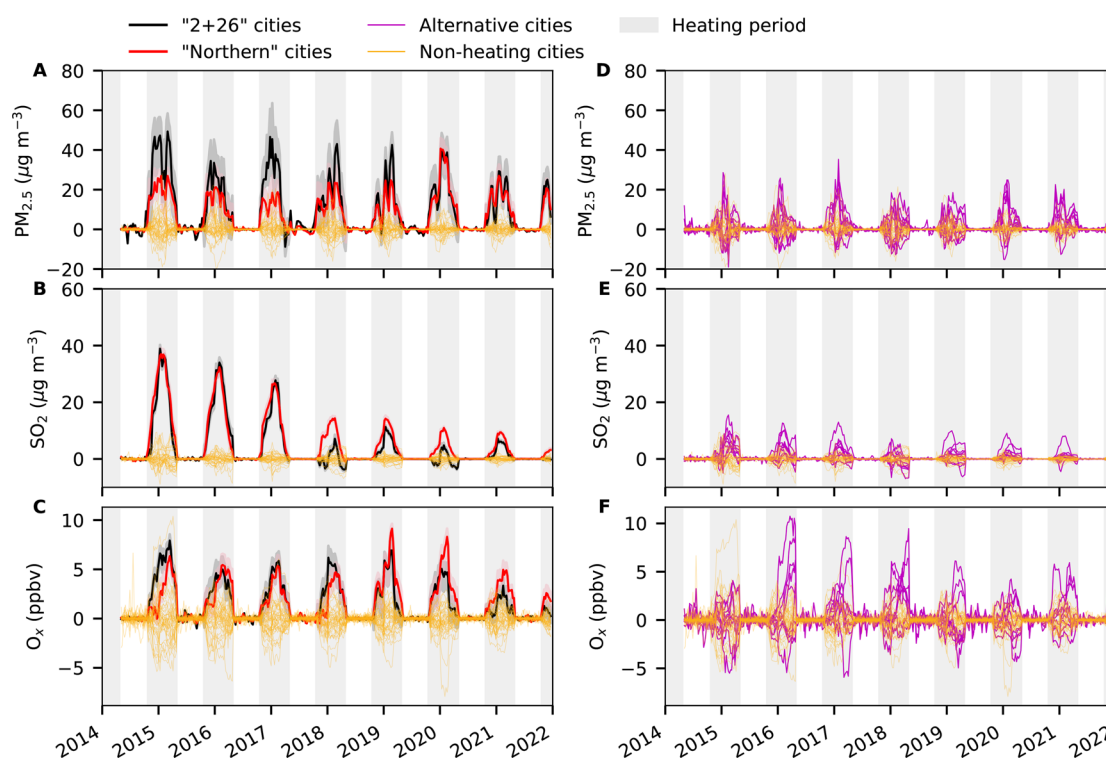 "2+26" cities
Alternative cities
Heating period
"Northern" cities
Non-heating cities
A
80
60
40
20
0
−20
PM2.5 (μg m−3)
D
80
60
40
20
0
−20
PM2.5 (μg m−3)
B
60
40
20
0
SO2 (μg m−3)
E
60
40
20
0
SO2 (μg m−3)
C
10
5
0
−5
Ox (ppbv)
F
10
5
0
−5
Ox (ppbv)
2014 2015 2016 2017 2018 2019 2020 2021 2022
2014 2015 2016 2017 2018 2019 2020 2021